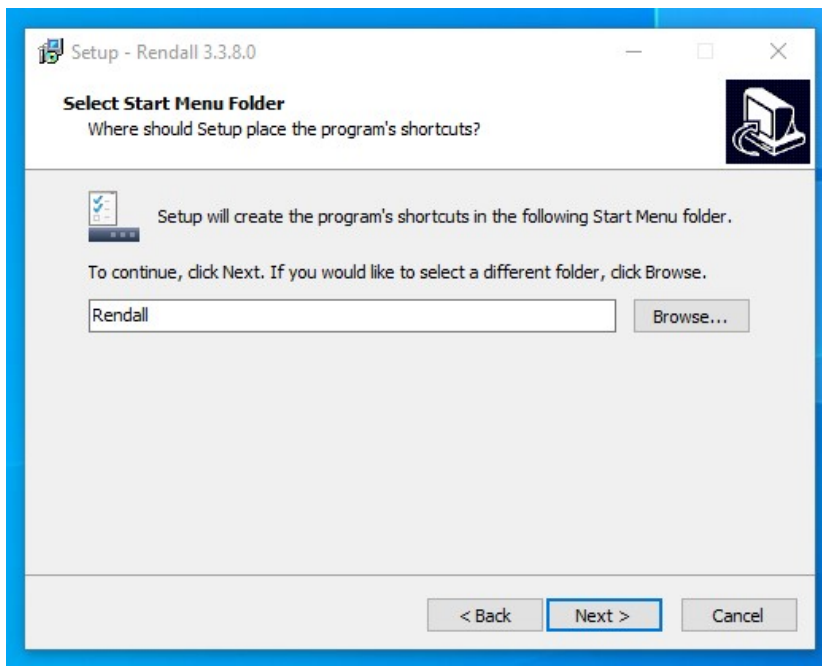 Setup - Rendall 3.3.8.0
Select Start Menu Folder
Where should Setup place the program's shortcuts?
Setup will create the program's shortcuts in the following Start Menu folder.
To continue, click Next. If you would like to select a different folder, click Browse.
Rendall
Browse...
< Back
Next >
Cancel